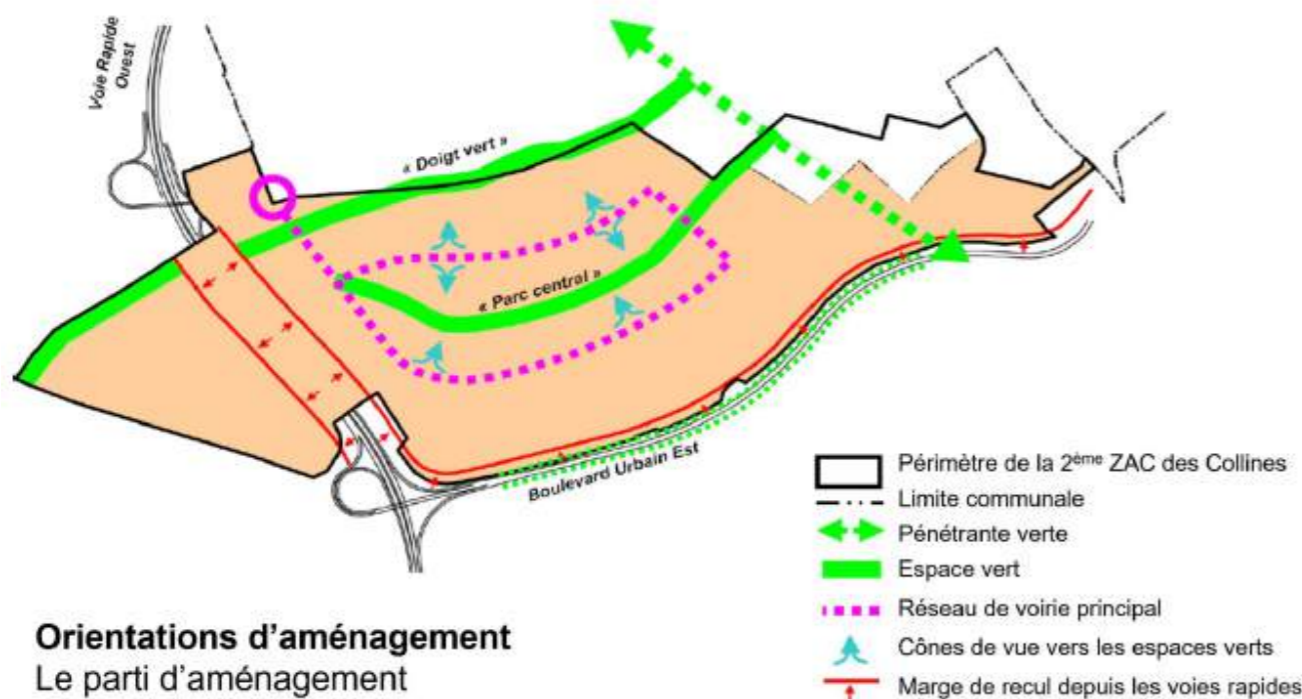 Voie Rapide
Ouest
« Doigt vert »
« Parc central »
Boulevard Urbain Est
Périmètre de la 2ème ZAC des Collines
Limite communale
Pénétrante verte
Espace vert
Réseau de voirie principal
Cônes de vue vers les espaces verts
Marge de recul depuis les voies rapides
Orientations d’aménagement
Le parti d’aménagement